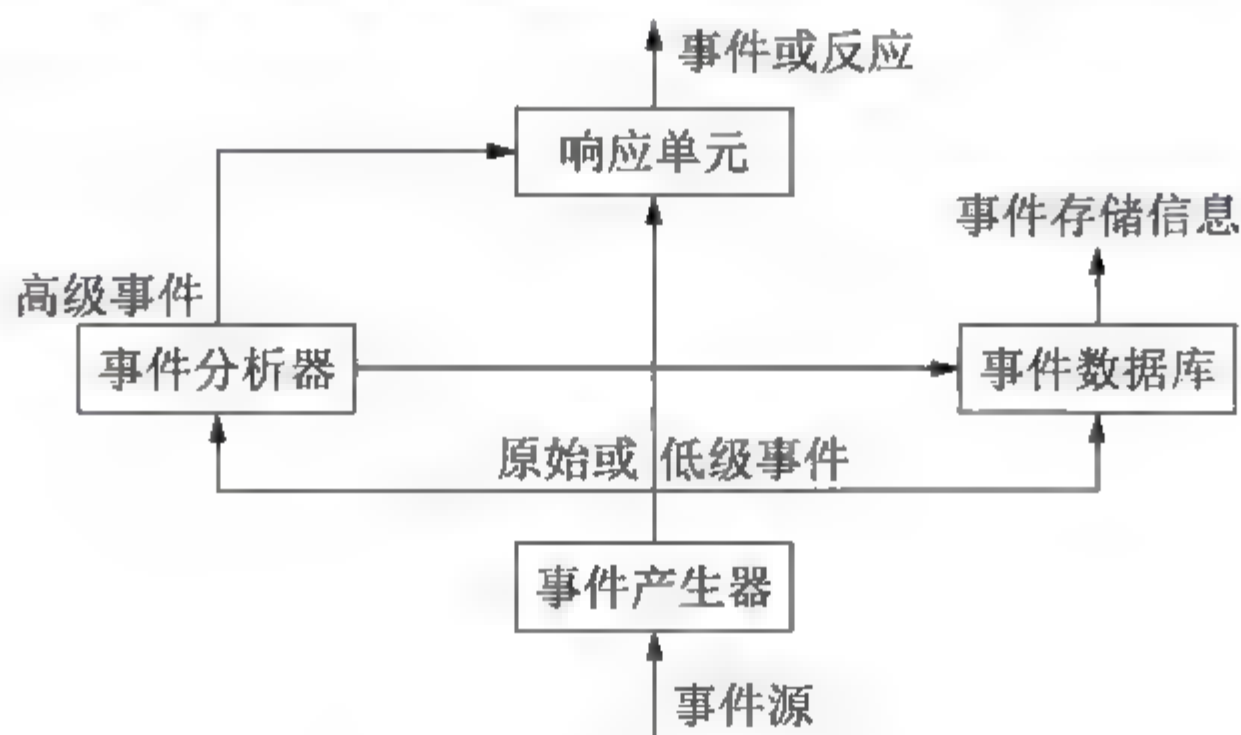 事件或反应
响应单元
事件存储信息
高级事件
事件分析器
事件数据库
原始或 低级事件
事件产生器
事件源